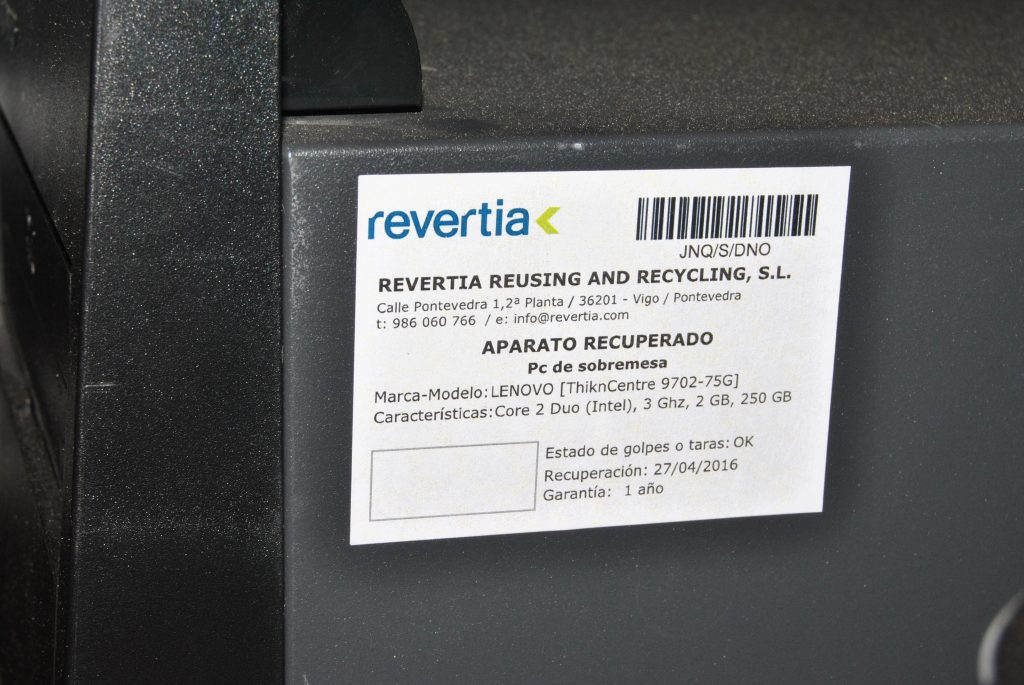 revertia
JNQ/S/DNO
REVERTIA REUSING AND RECYCLING, S.L.
Calle Pontevedra 1,2ª Planta / 36201 - Vigo / Pontevedra
t: 986 060 766 / e: info@revertia.com
APARATO RECUPERADO
Pc de sobremesa
Marca-Modelo: LENOVO [ThiknCentre 9702-75G]
Características: Core 2 Duo (Intel), 3 Ghz, 2 GB, 250 GB
Estado de golpes o taras: OK
Recuperación: 27/04/2016
Garantía: 1 año